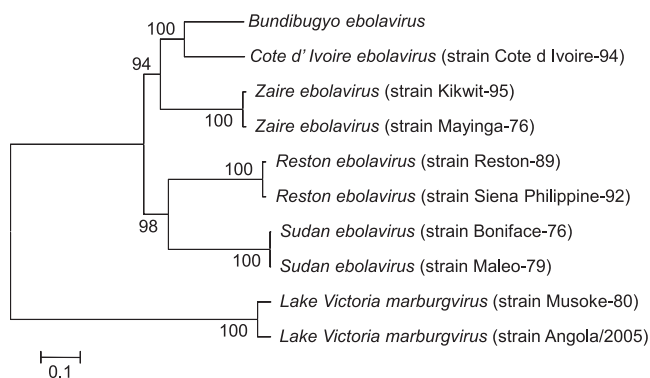 100
Bundibugyo ebolavirus
94
Cote d' Ivoire ebolavirus (strain Cote d Ivoire-94)
Zaire ebolavirus (strain Kikwit-95)
100
Zaire ebolavirus (strain Mayinga-76)
100
Reston ebolavirus (strain Reston-89)
Reston ebolavirus (strain Siena Philippine-92)
98
Sudan ebolavirus (strain Boniface-76)
100
Sudan ebolavirus (strain Maleo-79)
Lake Victoria marburgvirus (strain Musoke-80)
100
Lake Victoria marburgvirus (strain Angola/2005)
0.1